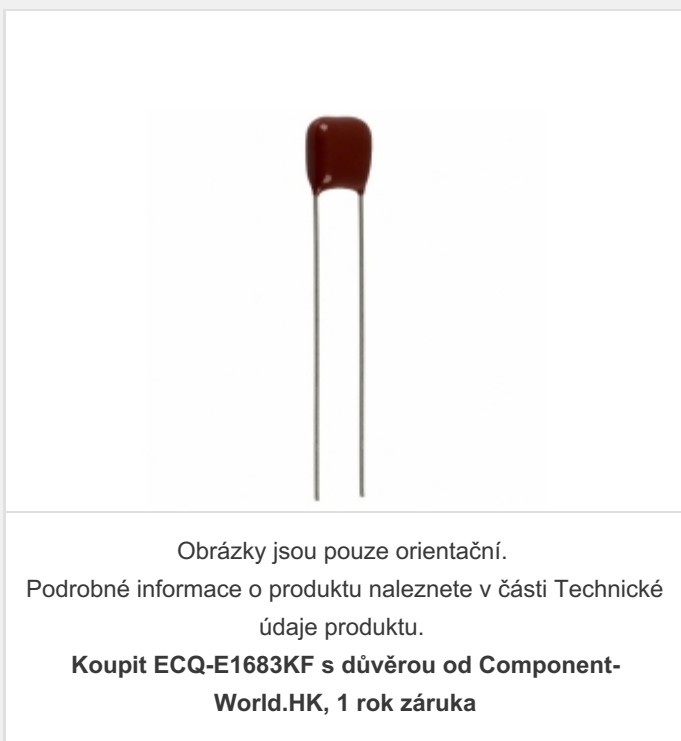 Obrázky jsou pouze orientační.
Podrobné informace o produktu naleznete v části Technické
údaje produktu.
Koupit ECQ-E1683KF s důvěrou od Component-
World.HK, 1 rok záruka